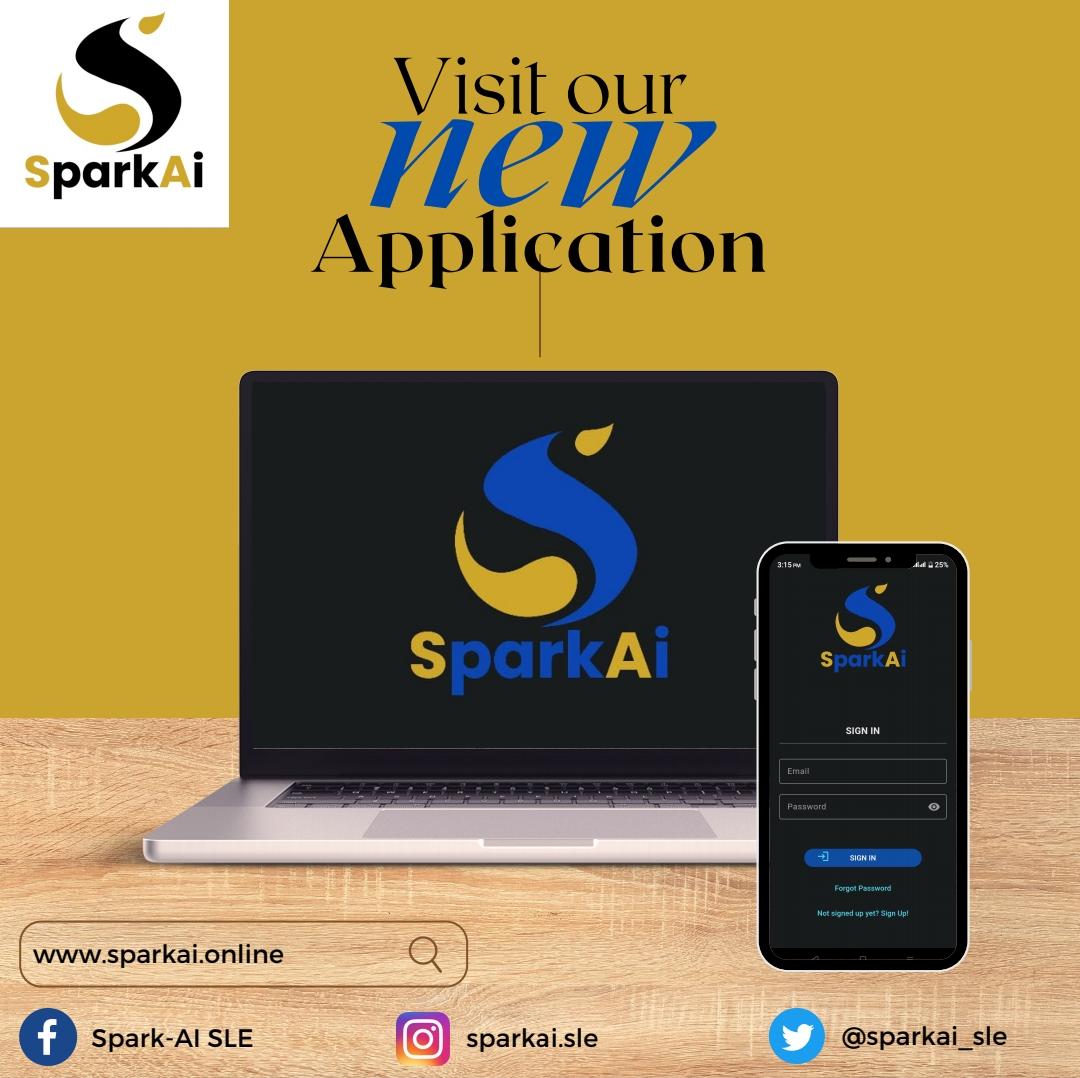 SparkAi
Visit our
new
Application
SparkAi
3:15 PM
25%
SparkAi
SIGN IN
Email
Password
SIGN IN
Forgot Password
Not signed up yet? Sign Up!
www.sparkai.online
Spark-AI SLE
sparkai.sle
@sparkai_sle